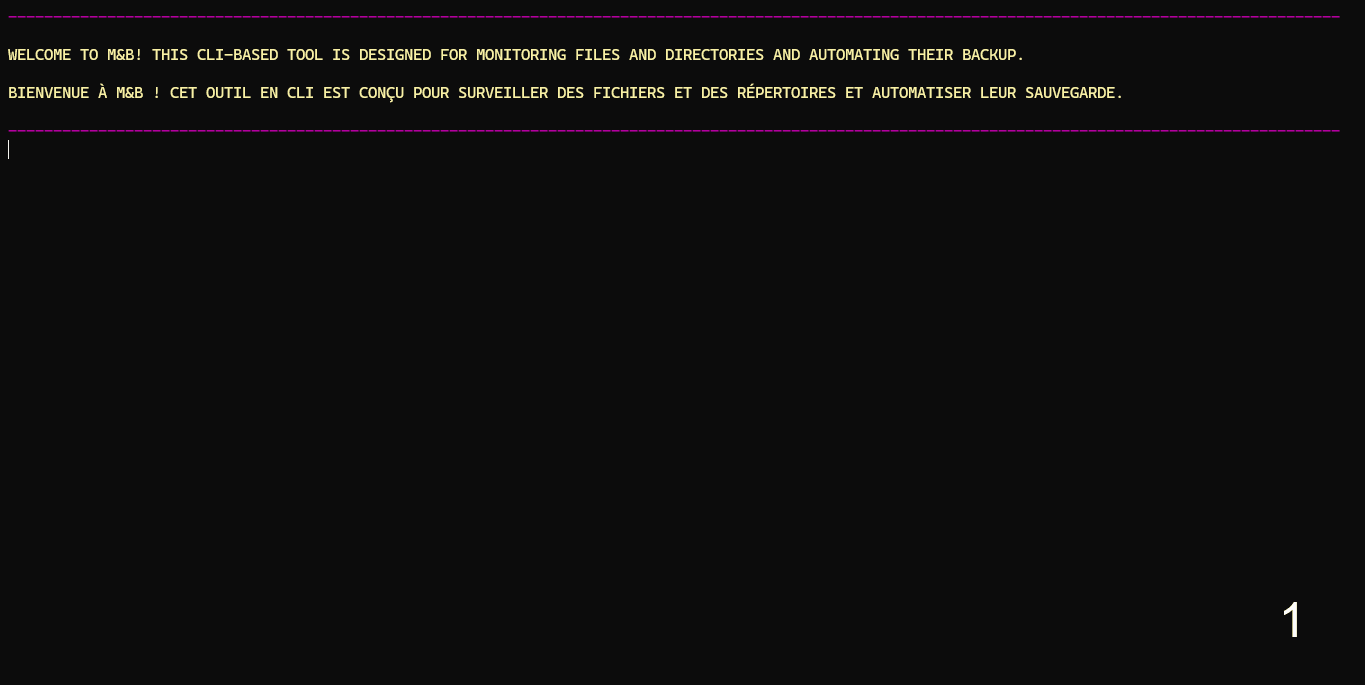 WELCOME TO M&B! THIS CLI-BASED TOOL IS DESIGNED FOR MONITORING FILES AND DIRECTORIES AND AUTOMATING THEIR BACKUP.
BIENVENUE À M&B ! CET OUTIL EN CLI EST CONÇU POUR SURVEILLER DES FICHIERS ET DES RÉPERTOIRES ET AUTOMATISER LEUR SAUVEGARDE.
1